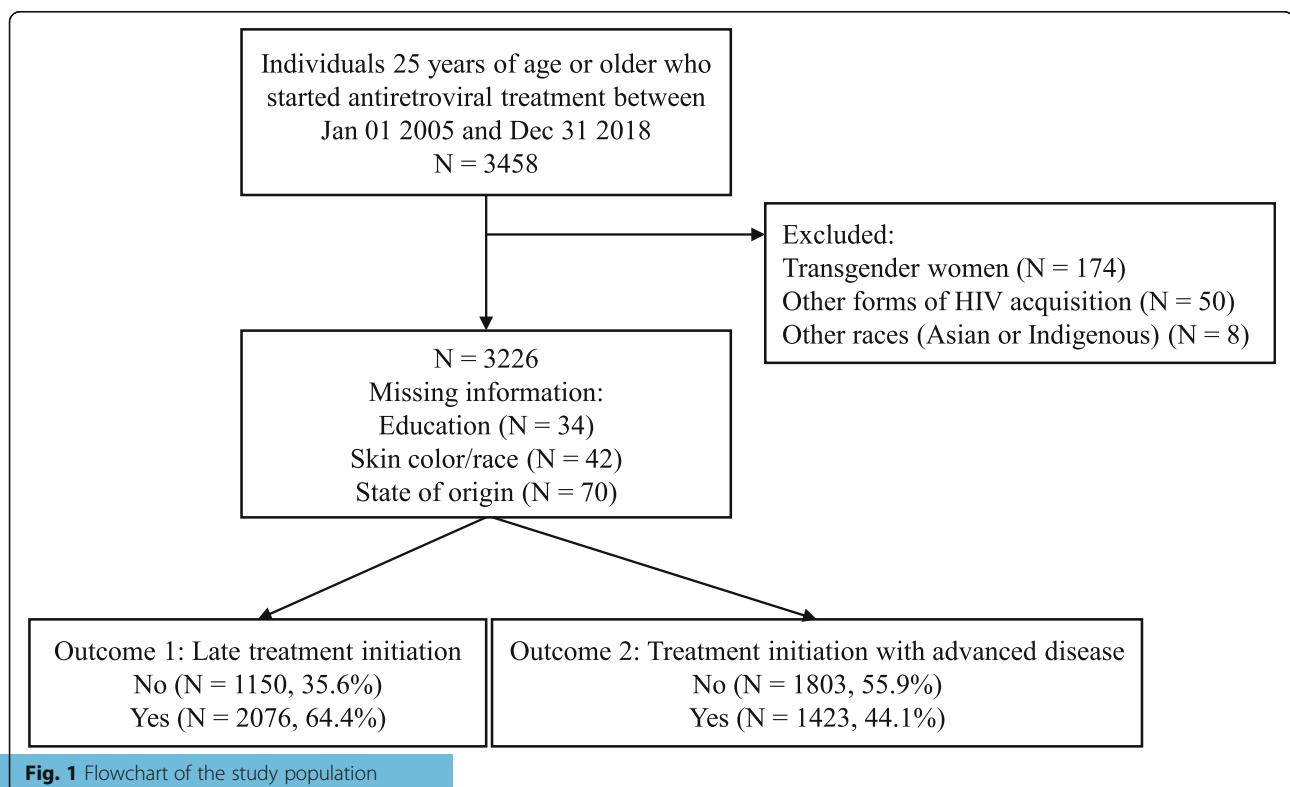 Individuals 25 years of age or older who
started antiretroviral treatment between
Jan 01 2005 and Dec 31 2018
N = 3458
Excluded:
Transgender women (N = 174)
Other forms of HIV acquisition (N = 50)
Other races (Asian or Indigenous) (N = 8)
N = 3226
Missing information:
Education (N = 34)
Skin color/race (N = 42)
State of origin (N = 70)
Outcome 1: Late treatment initiation
No (N = 1150, 35.6%)
Yes (N = 2076, 64.4%)
Outcome 2: Treatment initiation with advanced disease
No (N = 1803, 55.9%)
Yes (N = 1423, 44.1%)
Fig. 1 Flowchart of the study population